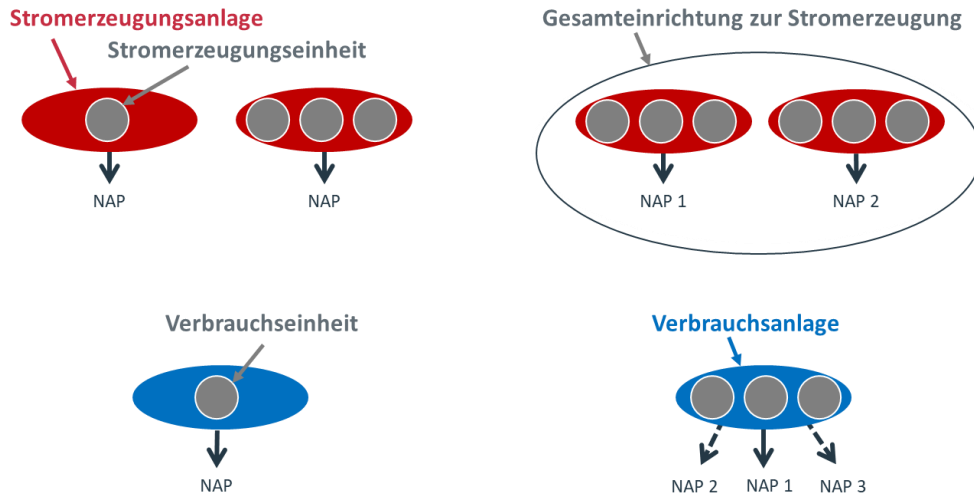 Stromerzeugungsanlage
Stromerzeugungseinheit
NAP
NAP
Gesamteinrichtung zur Stromerzeugung
NAP 1
NAP 2
Verbrauchseinheit
NAP
Verbrauchsanlage
NAP 2
NAP 1
NAP 3